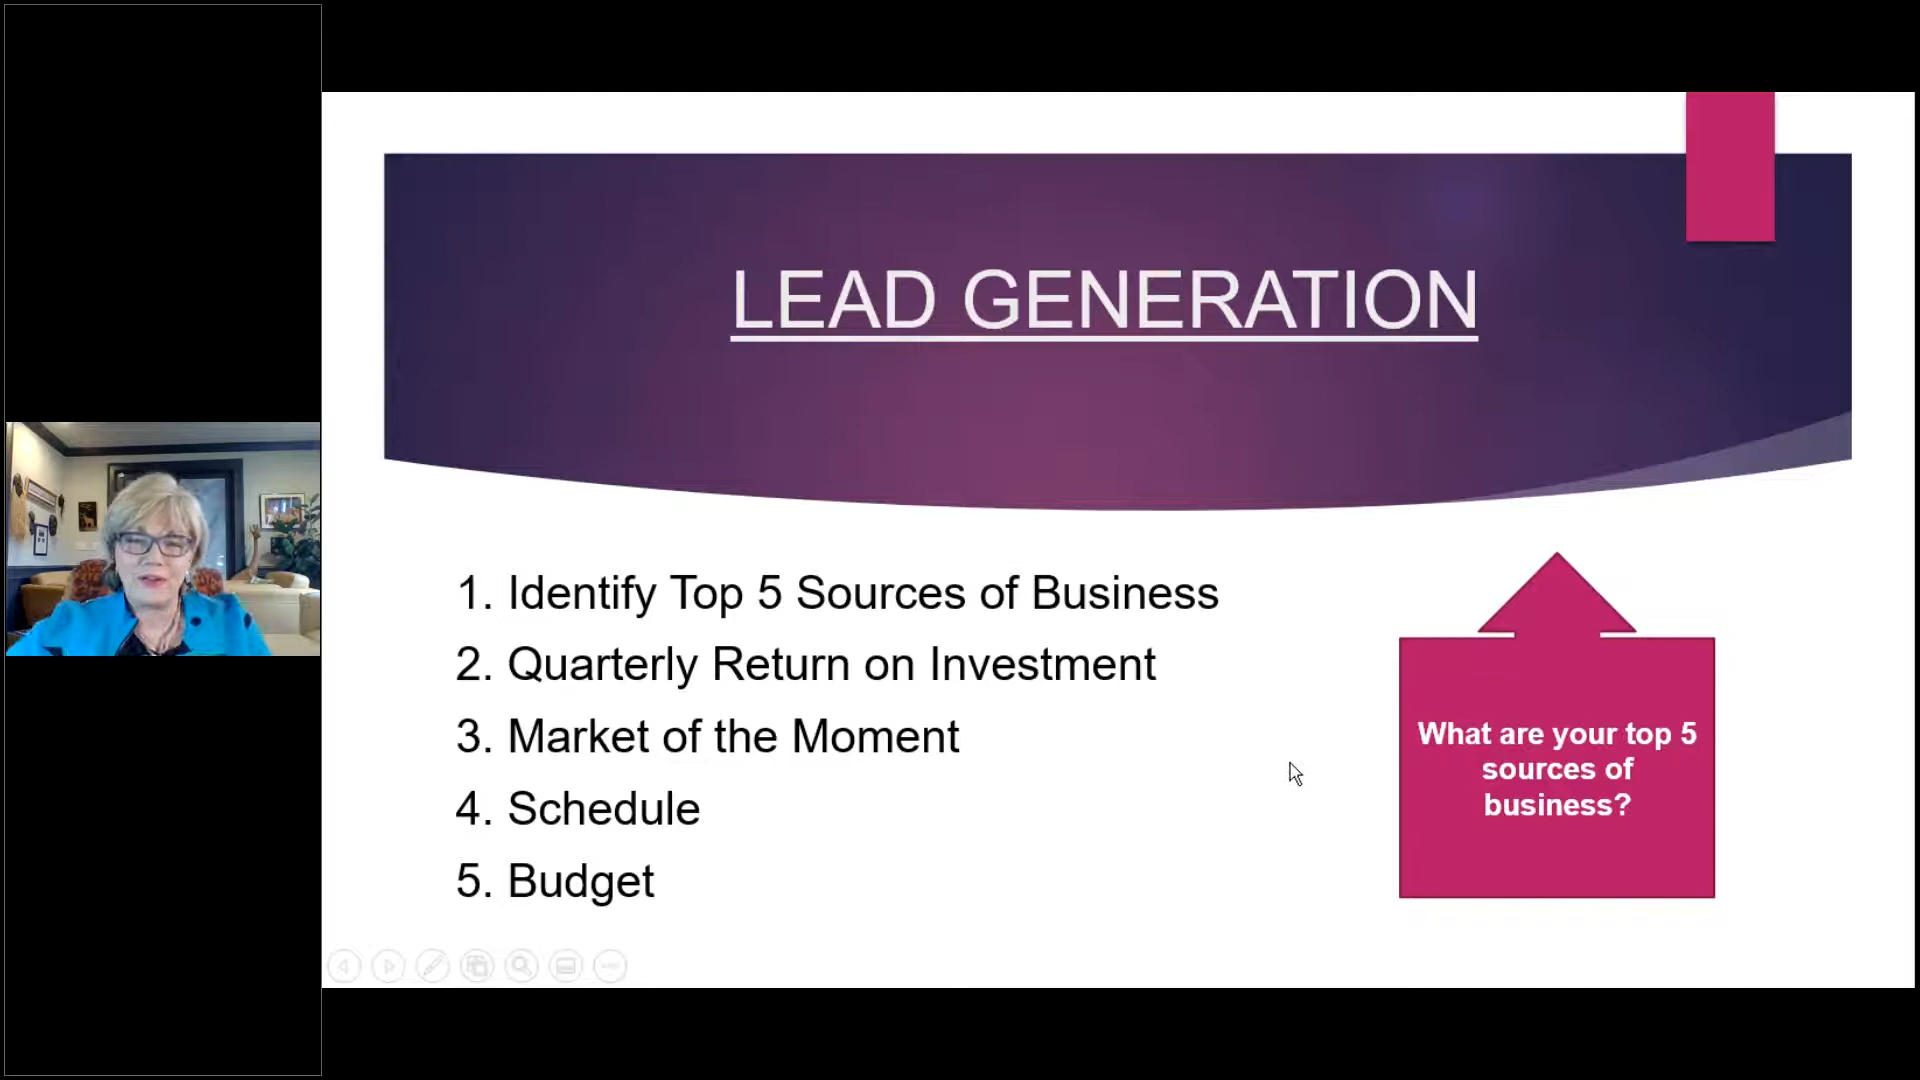 LEAD GENERATION
1. Identify Top 5 Sources of Business
2. Quarterly Return on Investment
3. Market of the Moment
4. Schedule
5. Budget
What are your top 5
sources of
business?